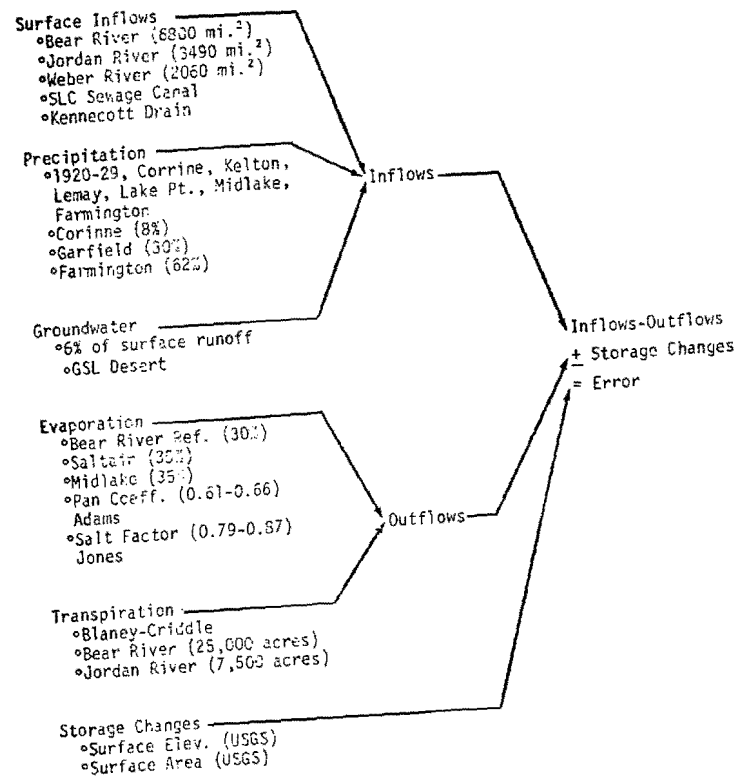 Surface Inflows
°Bear River (6800 mi.²)
°Jordan River (3490 mi.²)
°Weber River (2060 mi.²)
°SLC Sewage Canal
°Kennecott Drain
Precipitation
°1920-29, Corrine, Kelton,
Lemay, Lake Pt., Midlake,
Farmington
°Corinne (8%)
°Garfield (30%)
°Farmington (62%)
Groundwater
°6% of surface runoff
°GSL Desert
Inflows
Evaporation
°Bear River Ref. (30%)
°Saltair (35%)
°Midlake (35%)
°Pan Coeff. (0.61-0.66)
Adams
°Salt Factor (0.79-0.87)
Jones
Transpiration
°Blaney-Criddle
°Bear River (25,000 acres)
°Jordan River (7,500 acres)
Outflows
Storage Changes
°Surface Elev. (USGS)
°Surface Area (USGS)
Inflows-Outflows
± Storage Changes
= Error